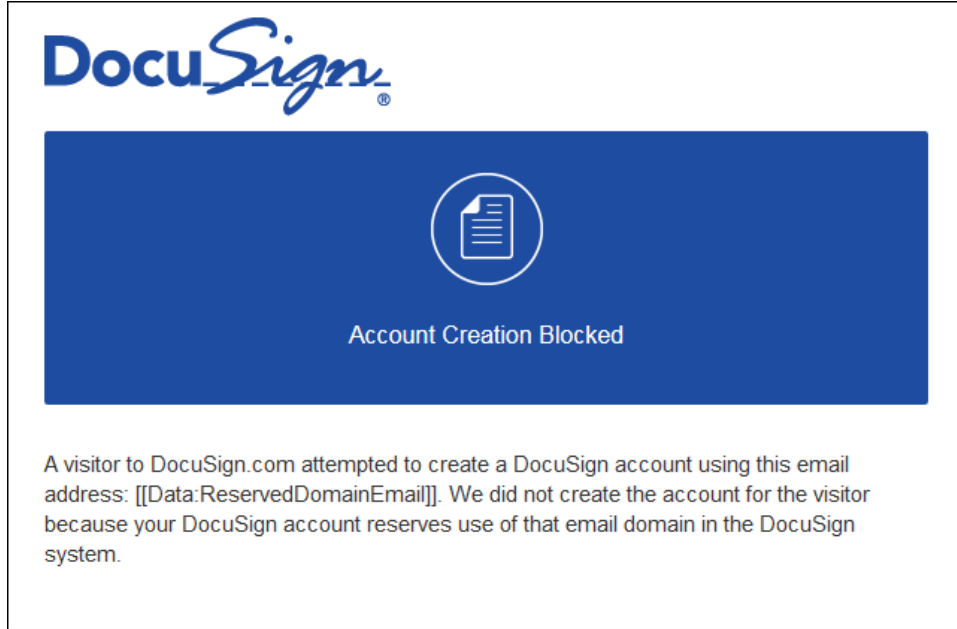 DocuSign®
Account Creation Blocked
A visitor to DocuSign.com attempted to create a DocuSign account using this email
address: [[Data:ReservedDomainEmail]]. We did not create the account for the visitor
because your DocuSign account reserves use of that email domain in the DocuSign
system.